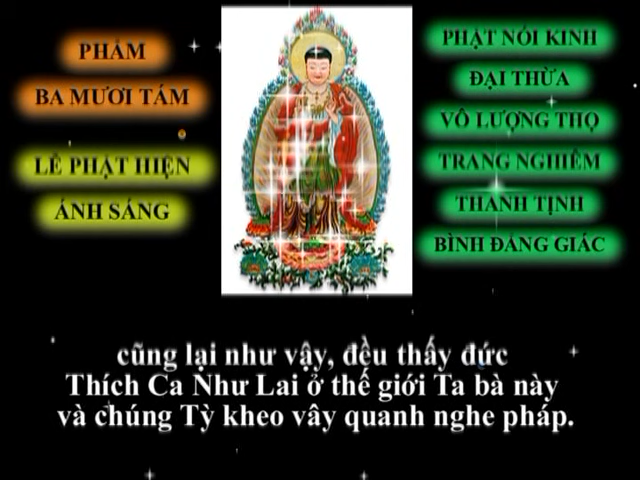 PHẨM
BA MƯƠI TÁM
LỄ PHẬT HIỆN
ÁNH SÁNG
PHẬT NÓI KINH
ĐẠI THỪA
VÔ LƯỢNG THỌ
TRANG NGHIÊM
THANH TỊNH
BÌNH ĐẲNG GIÁC
cũng lại như vậy, đều thấy đức
Thích Ca Như Lai ở thế giới Ta bà này
và chúng Tỳ kheo vây quanh nghe pháp.